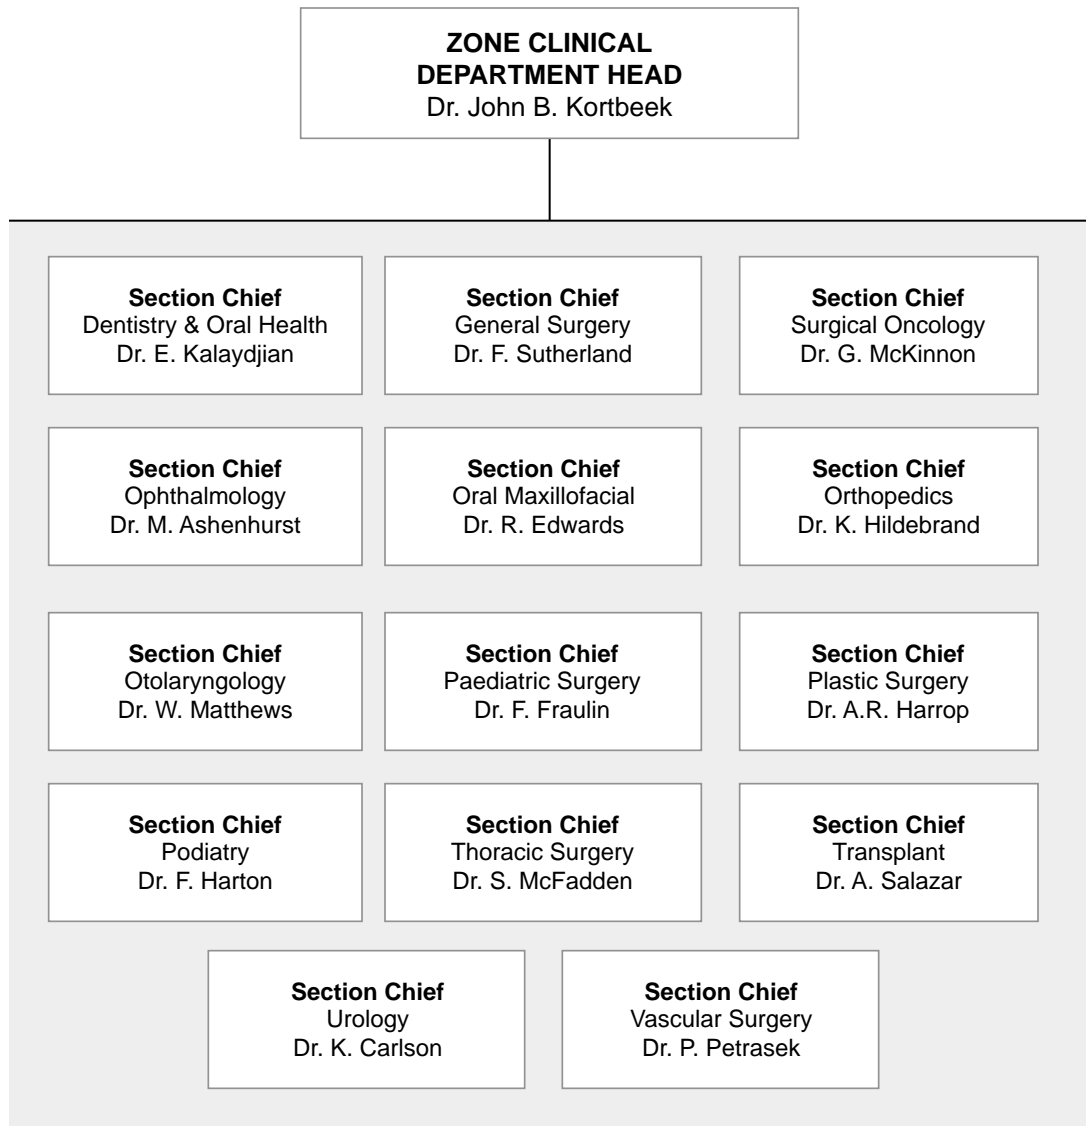 ZONE CLINICAL
DEPARTMENT HEAD
Dr. John B. Kortbeek
Section Chief
Dentistry & Oral Health
Dr. E. Kalaydjian
Section Chief
General Surgery
Dr. F. Sutherland
Section Chief
Surgical Oncology
Dr. G. McKinnon
Section Chief
Ophthalmology
Dr. M. Ashenhurst
Section Chief
Oral Maxillofacial
Dr. R. Edwards
Section Chief
Orthopedics
Dr. K. Hildebrand
Section Chief
Otolaryngology
Dr. W. Matthews
Section Chief
Paediatric Surgery
Dr. F. Fraulin
Section Chief
Plastic Surgery
Dr. A.R. Harrop
Section Chief
Podiatry
Dr. F. Harton
Section Chief
Thoracic Surgery
Dr. S. McFadden
Section Chief
Transplant
Dr. A. Salazar
Section Chief
Urology
Dr. K. Carlson
Section Chief
Vascular Surgery
Dr. P. Petrasek